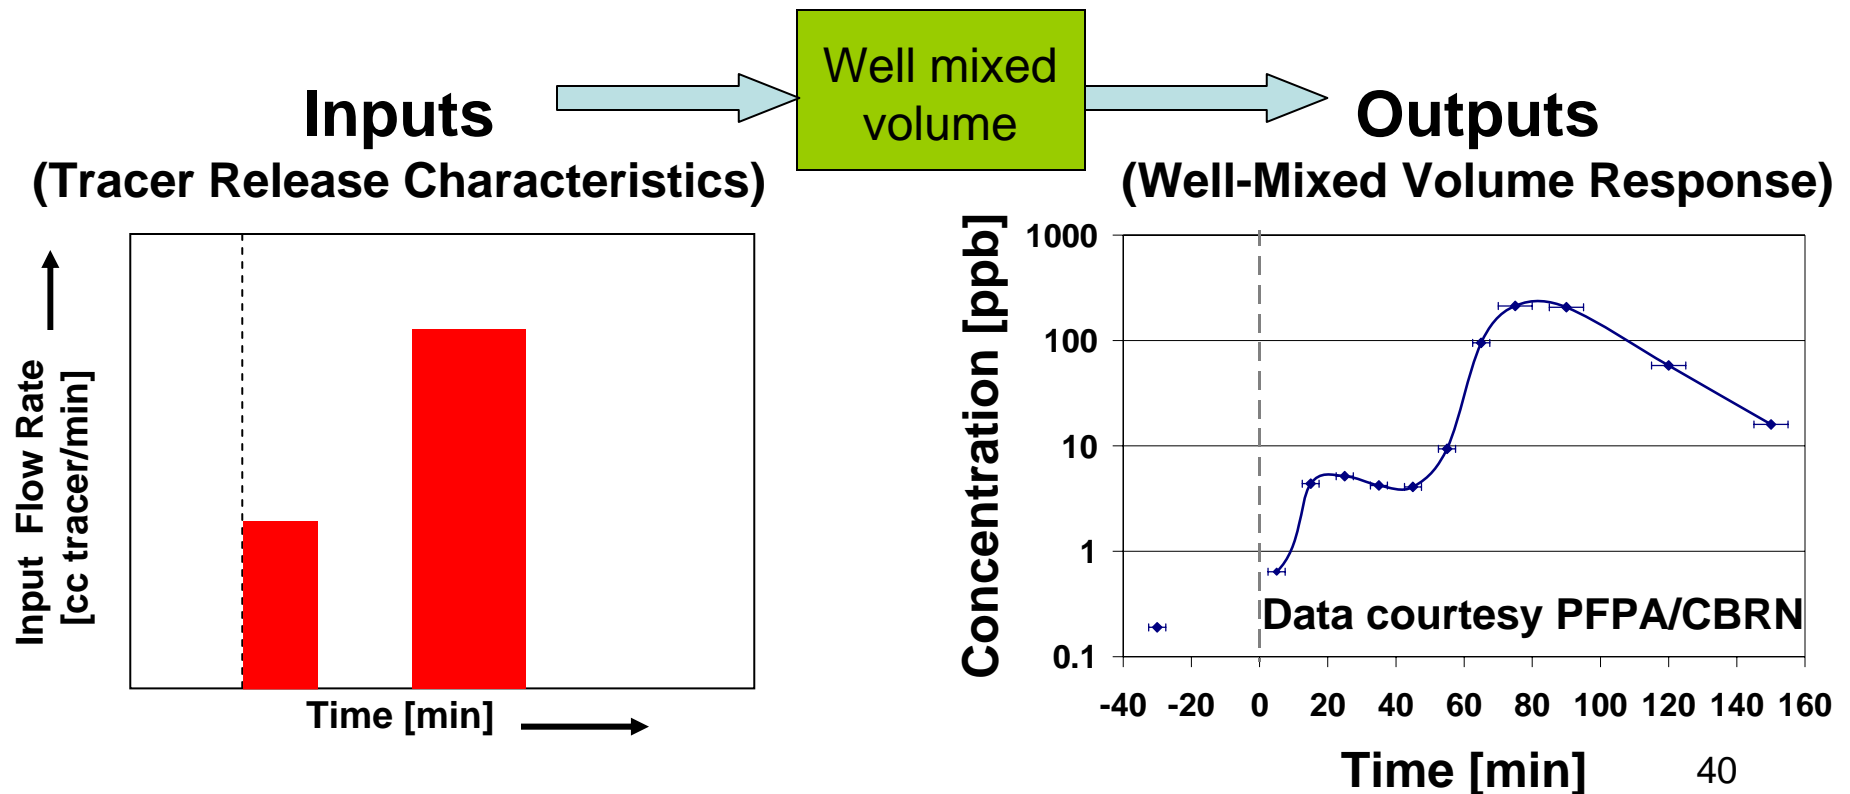 Well mixed
volume
Inputs
(Tracer Release Characteristics)
Input Flow Rate
[cc tracer/min]
Time [min]
Outputs
(Well-Mixed Volume Response)
Concentration [ppb]
1000
100
10
1
0.1
Data courtesy PFPA/CBRN
-40 -20 0 20 40 60 80 100 120 140 160
Time [min]
40